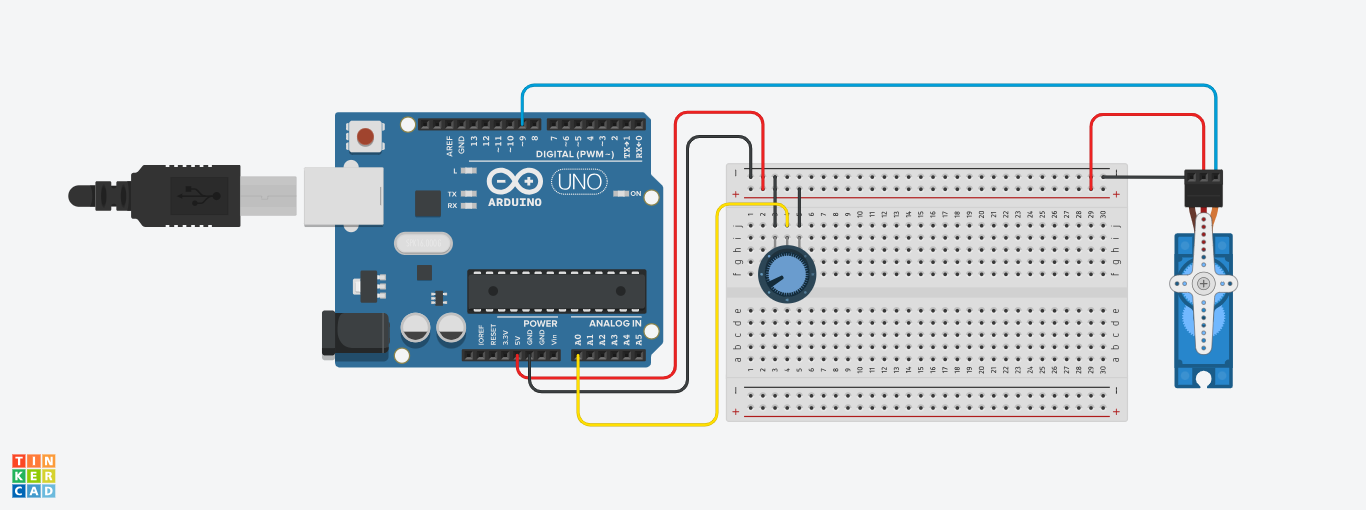 AREF
GND
13
12
~11
~10
~9
8
7
~6
~5
4
~3
2
TX→1
RX←0
DIGITAL (PWM~)
L
TX
RX
ARDUINO
UNO
ON
POWER
ANALOG IN
IOREF
RESET
3.3V
5V
GND
GND
Vin
A0
A1
A2
A3
A4
A5
1 2 3 4 5 6 7 8 9 10 11 12 13 14 15 16 17 18 19 20 21 22 23 24 25 26 27 28 29 30
j j
i i
h h
g g
f f
e e
d d
c c
b b
a a
1 2 3 4 5 6 7 8 9 10 11 12 13 14 15 16 17 18 19 20 21 22 23 24 25 26 27 28 29 30
TIN
KER
CAD